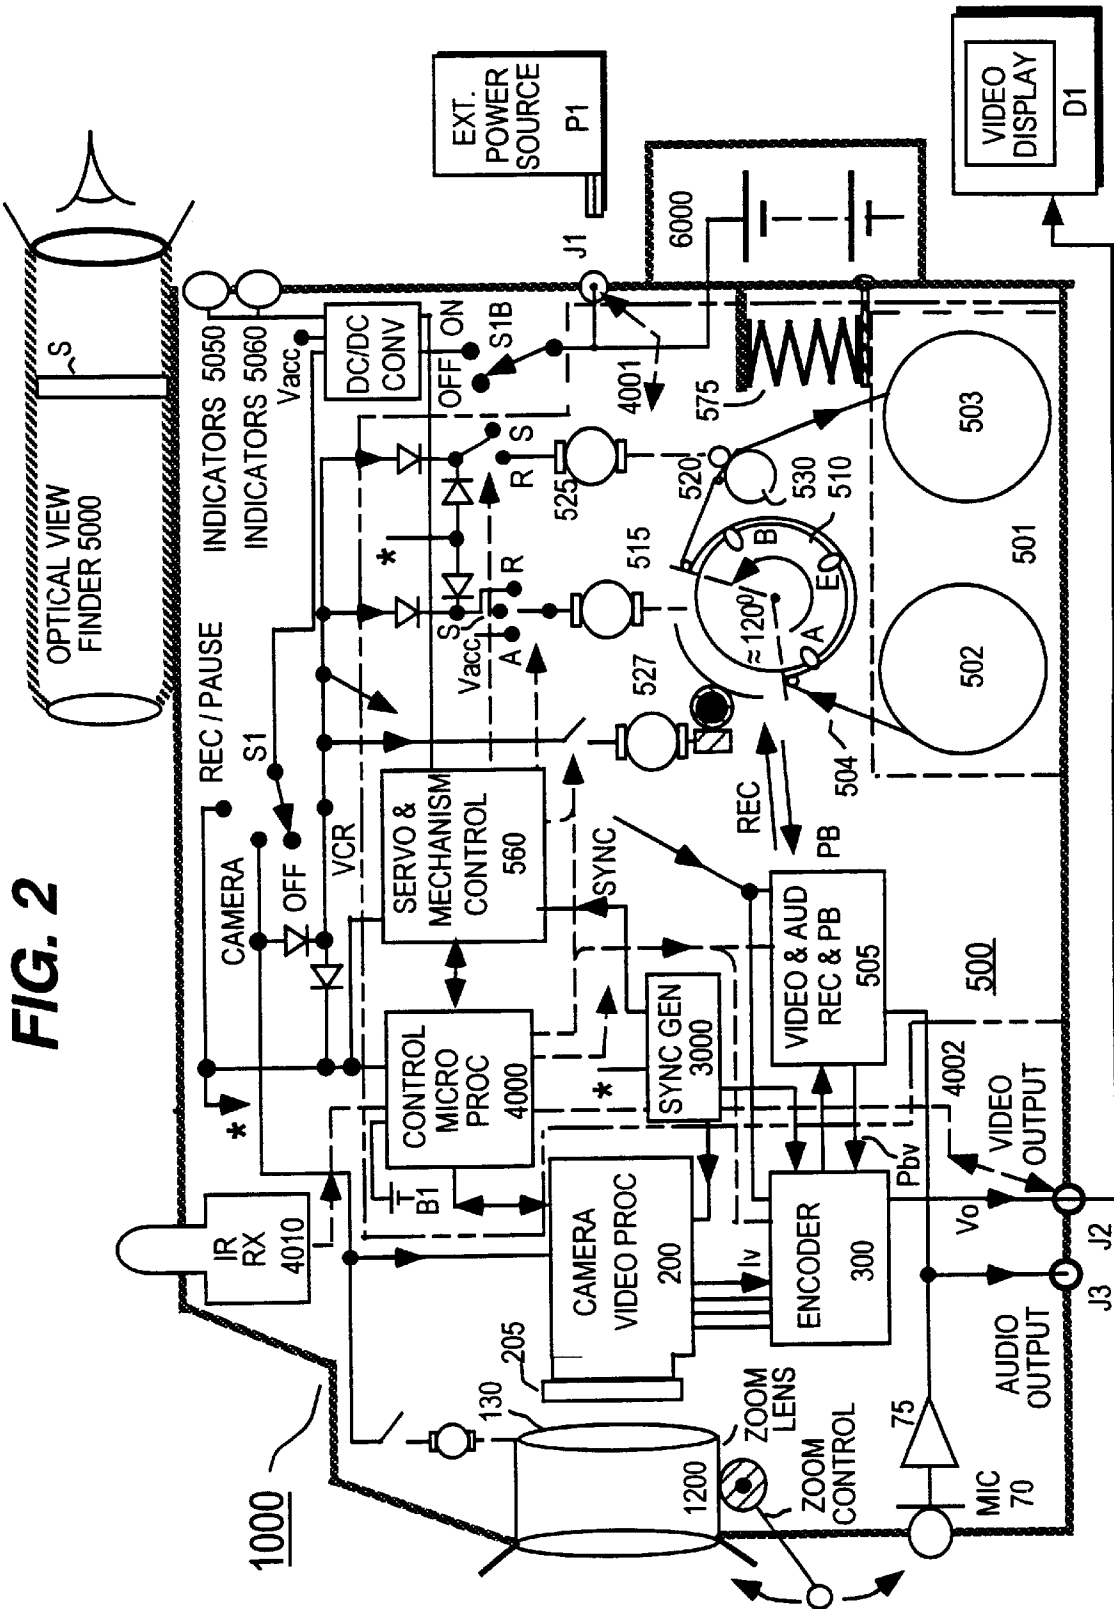 FIG. 2
OPTICAL VIEW
FINDER 5000
S
INDICATORS 5050
INDICATORS 5060
EXT.
POWER
SOURCE
P1
VIDEO
DISPLAY
D1
REC / PAUSE
CAMERA
S1
OFF
VCR
Vacc
DC/DC
CONV
OFF
ON
S1B
J1
4001
6000
*
IR
RX
4010
B1
CONTROL
MICRO
PROC
4000
SERVO &
MECHANISM
CONTROL
560
*
S
Vacc
A
R
R
S
525
515
527
520
575
530
510
≈120°
A
E
B
504
501
502
503
SYNC
REC
PB
*
SYNC GEN
3000
VIDEO & AUD
REC & PB
505
500
4002
VIDEO
OUTPUT
Pbv
Vo
J2
J3
AUDIO
OUTPUT
CAMERA
VIDEO PROC
200
205
Iv
ENCODER
300
1000
130
1200
ZOOM
LENS
ZOOM
CONTROL
75
MIC
70